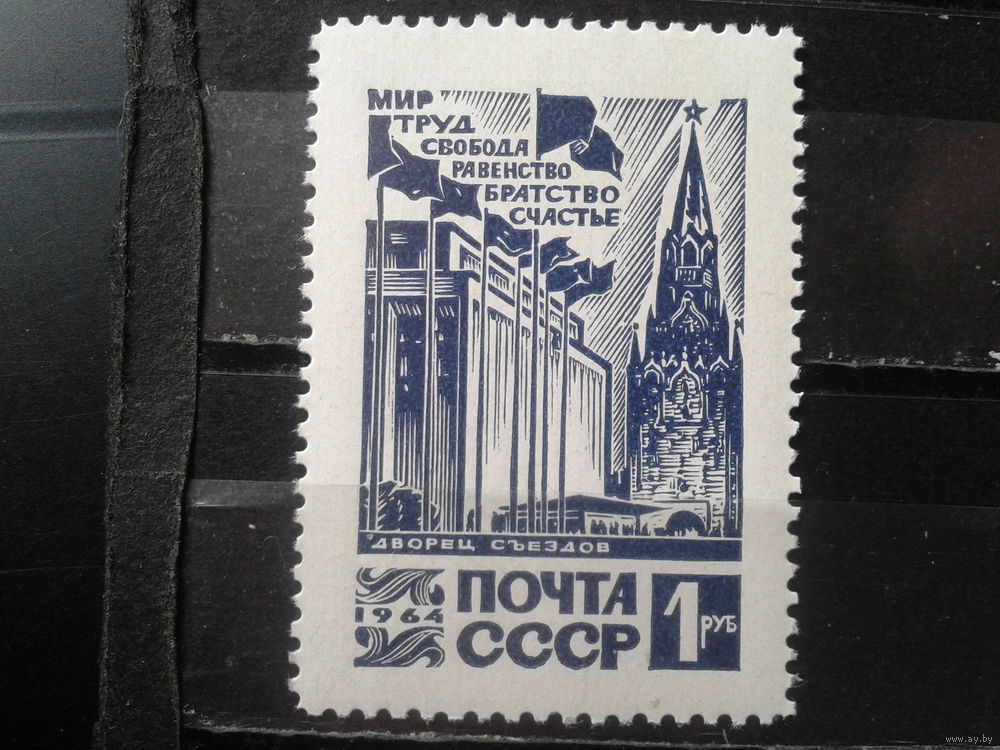 МИР
ТРУД
СВОБОДА
РАВЕНСТВО
БРАТСТВО
СЧАСТЬЕ
ДВОРЕЦ СЪЕЗДОВ
1964
ПОЧТА
СССР
1 РУБ
www.ay.by